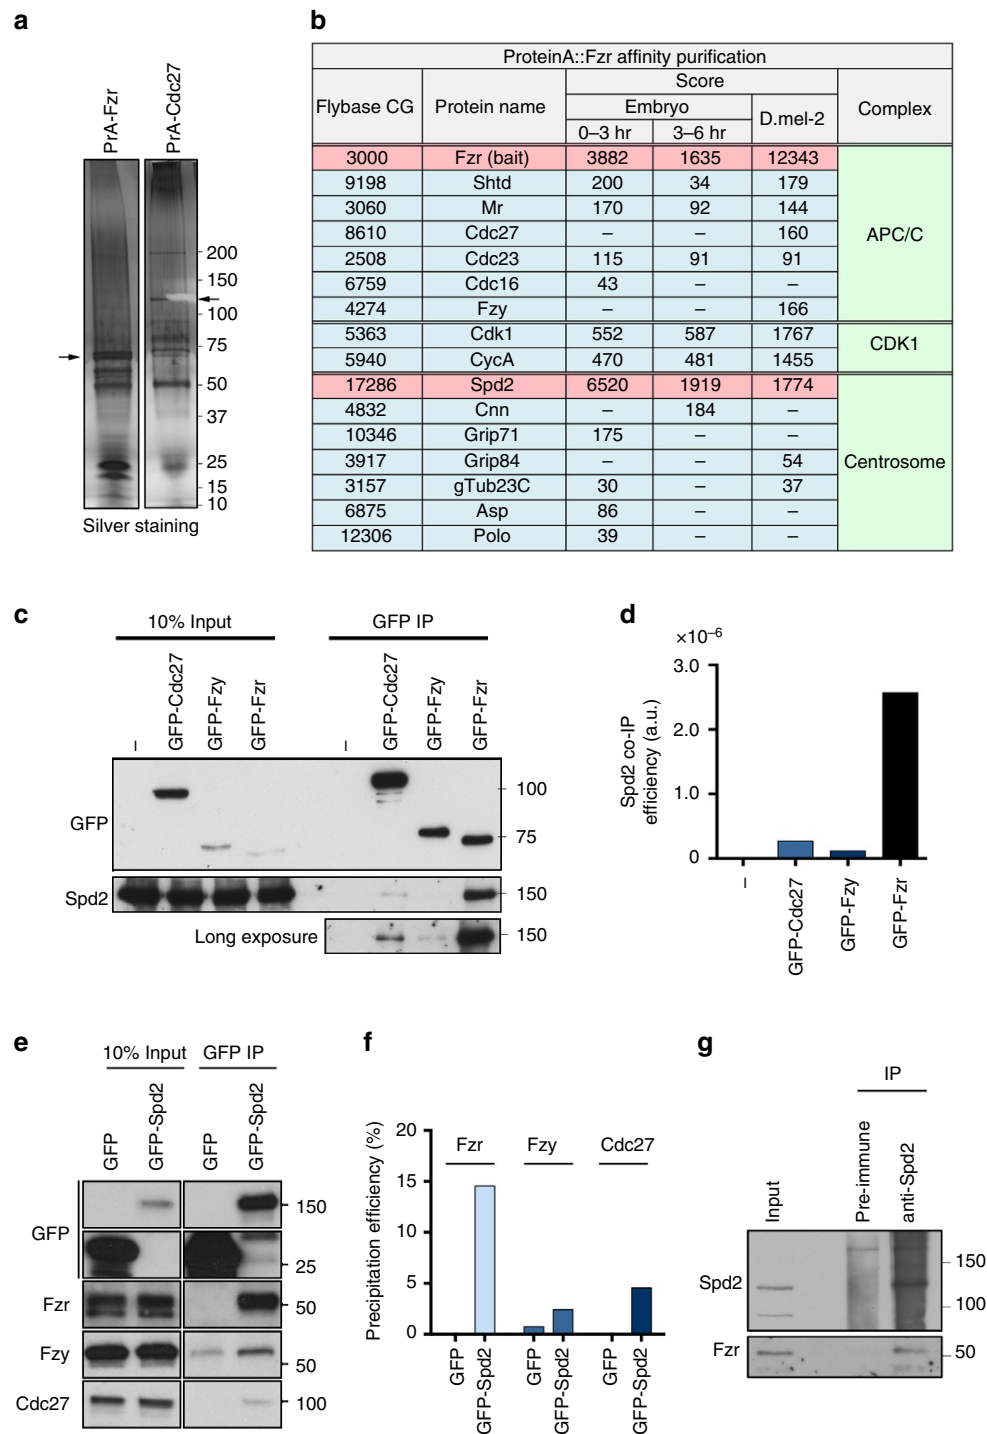 a
PrA-Fzr
PrA-Cdc27
200
150
100
75
50
37
25
15
10
Silver staining
b
ProteinA::Fzr affinity purification
Flybase CG Protein name Score Complex
Embryo D.mel-2
0–3 hr 3–6 hr
3000 Fzr (bait) 3882 1635 12343
9198 Shtd 200 34 179
3060 Mr 170 92 144
8610 Cdc27 – – 160
APC/C
2508 Cdc23 115 91 91
6759 Cdc16 43 – –
4274 Fzy – – 166
5363 Cdk1 552 587 1767
CDK1
5940 CycA 470 481 1455
17286 Spd2 6520 1919 1774
4832 Cnn – 184 –
10346 Grip71 175 – –
3917 Grip84 – – 54
Centrosome
3157 gTub23C 30 – 37
6875 Asp 86 – –
12306 Polo 39 – –
c
10% Input GFP IP
– GFP-Cdc27 GFP-Fzy GFP-Fzr – GFP-Cdc27 GFP-Fzy GFP-Fzr
GFP
100
75
Spd2 150
Long exposure 150
d
×10–6
Spd2 co-IP
efficiency (a.u.)
3.0
2.0
1.0
0
– GFP-Cdc27 GFP-Fzy GFP-Fzr
e
10% Input GFP IP
GFP GFP-Spd2 GFP GFP-Spd2
GFP
150
25
Fzr 50
Fzy 50
Cdc27 100
f
Precipitation efficiency (%)
20
15
10
5
0
Fzr Fzy Cdc27
GFP GFP-Spd2 GFP GFP-Spd2 GFP GFP-Spd2
g
IP
Input Pre-immune anti-Spd2
Spd2
150
100
Fzr 50